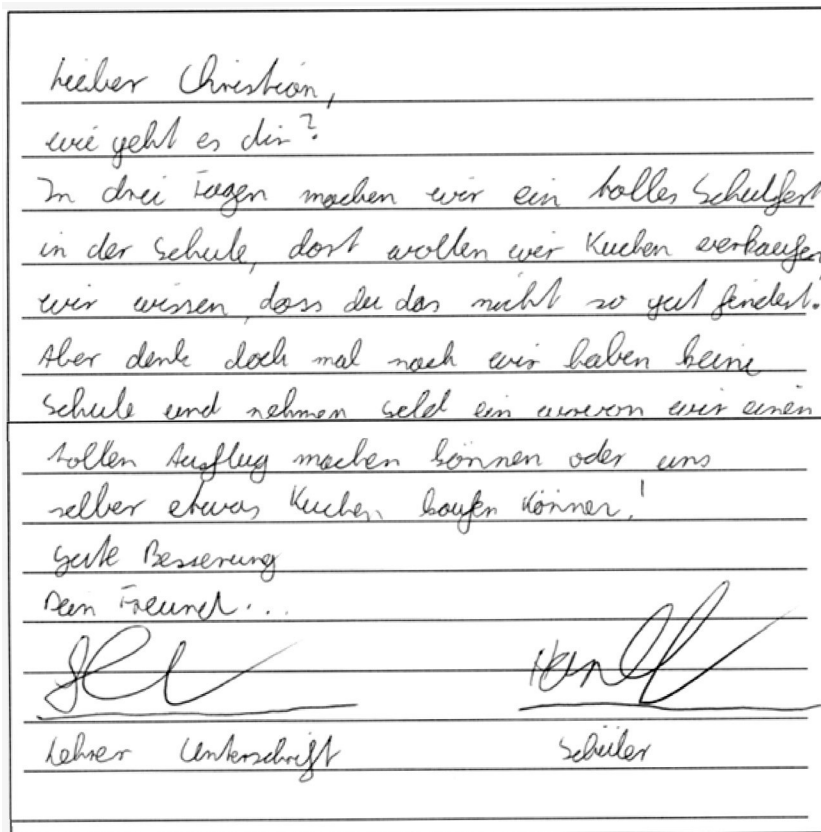 Lieber Christian,
wie geht es dir?
In drei Tagen machen wir ein tolles Schulfest
in der Schule, dort wollen wir Kuchen verkaufen,
wir wissen, dass du das nicht so gut findest.
Aber denk doch mal nach wir haben keine
Schule und nehmen Geld ein wovon wir einen
tollen Ausflug machen können oder uns
selber etwas Kuchen kaufen können!
Gute Besserung
Dein Freund...
Lehrer Unterschrift Schüler